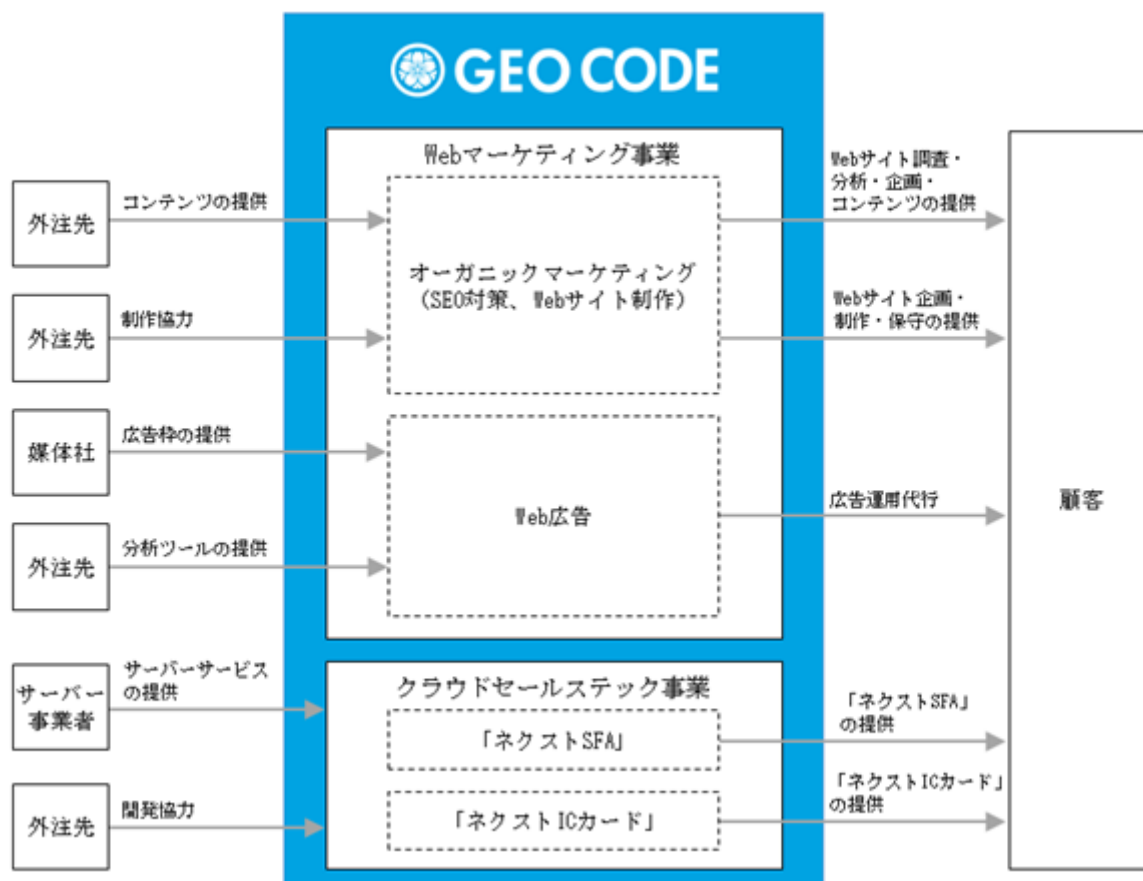 GEO CODE
Webマーケティング事業
外注先
コンテンツの提供
オーガニックマーケティング
(SEO対策、Webサイト制作)
Webサイト調査・
分析・企画・
コンテンツの提供
外注先
制作協力
Webサイト企画・
制作・保守の提供
媒体社
広告枠の提供
Web広告
広告運用代行
顧客
外注先
分析ツールの提供
サーバー
事業者
サーバーサービス
の提供
クラウドセールステック事業
「ネクストSFA」
「ネクストSFA」
の提供
外注先
開発協力
「ネクストICカード」
「ネクストICカード」
の提供